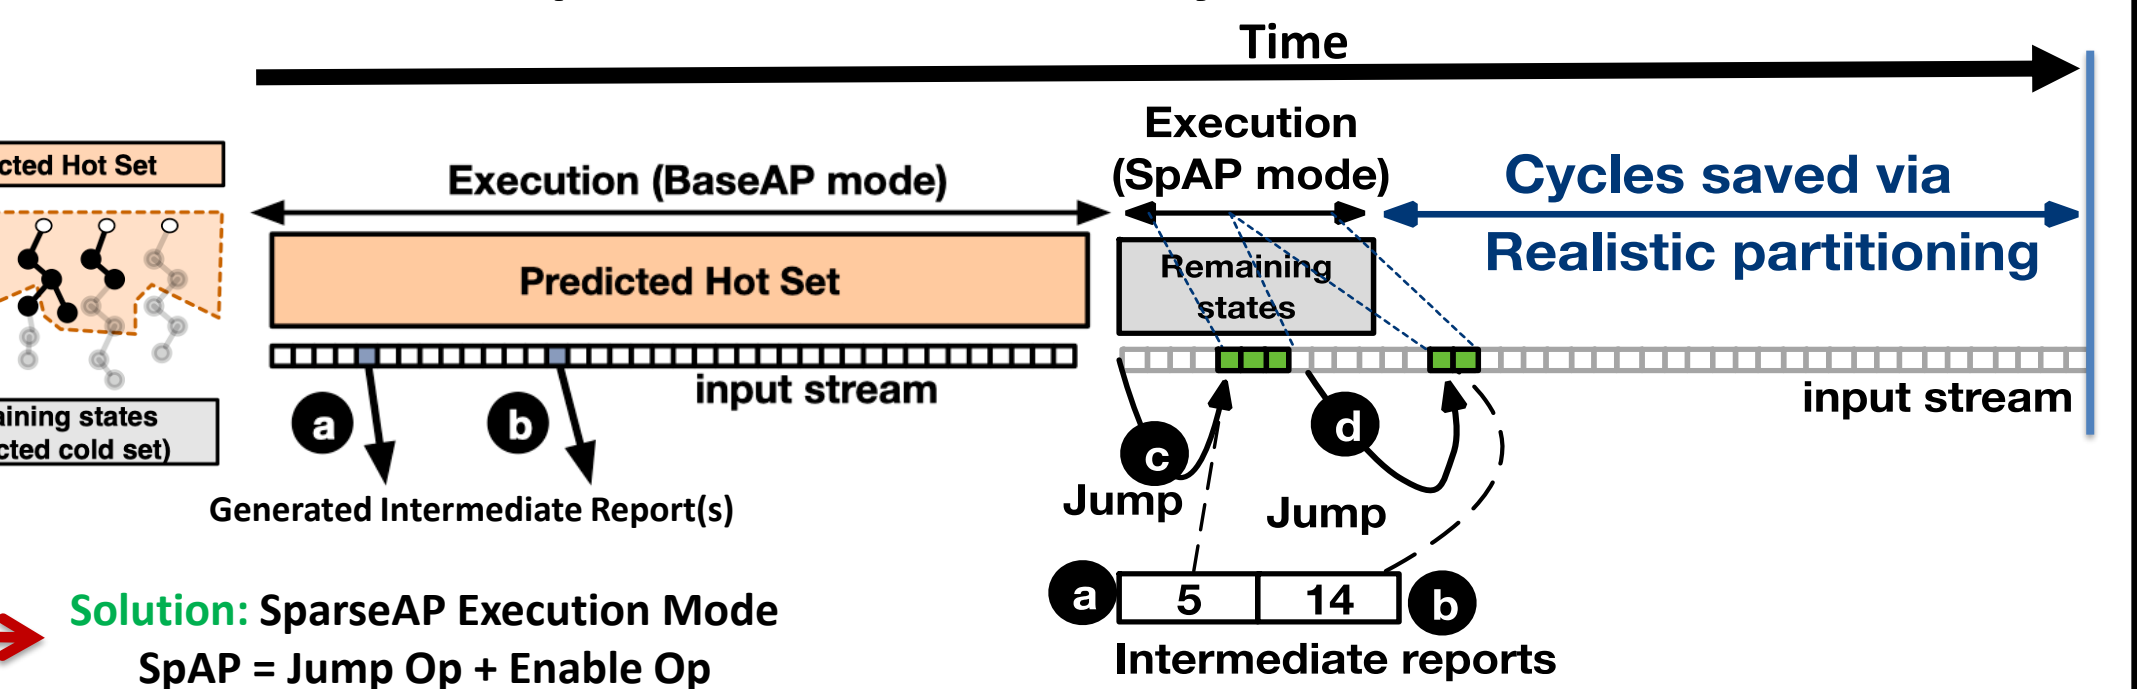 Time
Execution
(SpAP mode)
cted Hot Set
Execution (BaseAP mode)
Cycles saved via
Realistic partitioning
Predicted Hot Set
Remaining
states
input stream
input stream
aining states
cted cold set)
a
b
c
d
Jump
Jump
Generated Intermediate Report(s)
a 5 14 b
Intermediate reports
Solution: SparseAP Execution Mode
SpAP = Jump Op + Enable Op